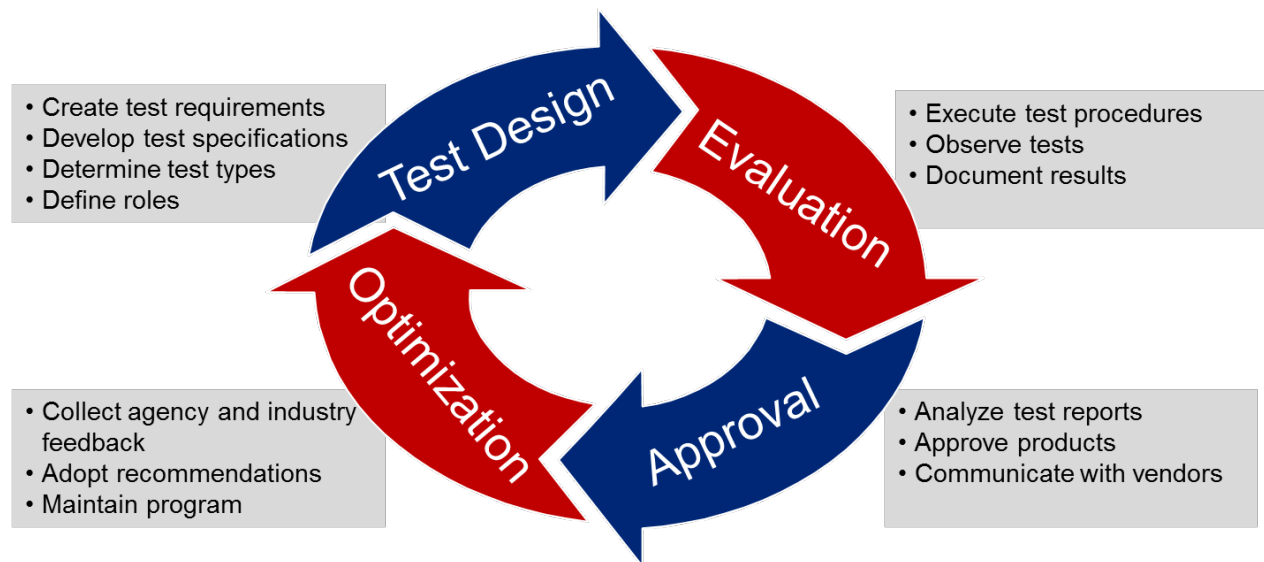 • Create test requirements
• Develop test specifications
• Determine test types
• Define roles
Test Design
Evaluation
• Execute test procedures
• Observe tests
• Document results
• Collect agency and industry
feedback
• Adopt recommendations
• Maintain program
Optimization
Approval
• Analyze test reports
• Approve products
• Communicate with vendors